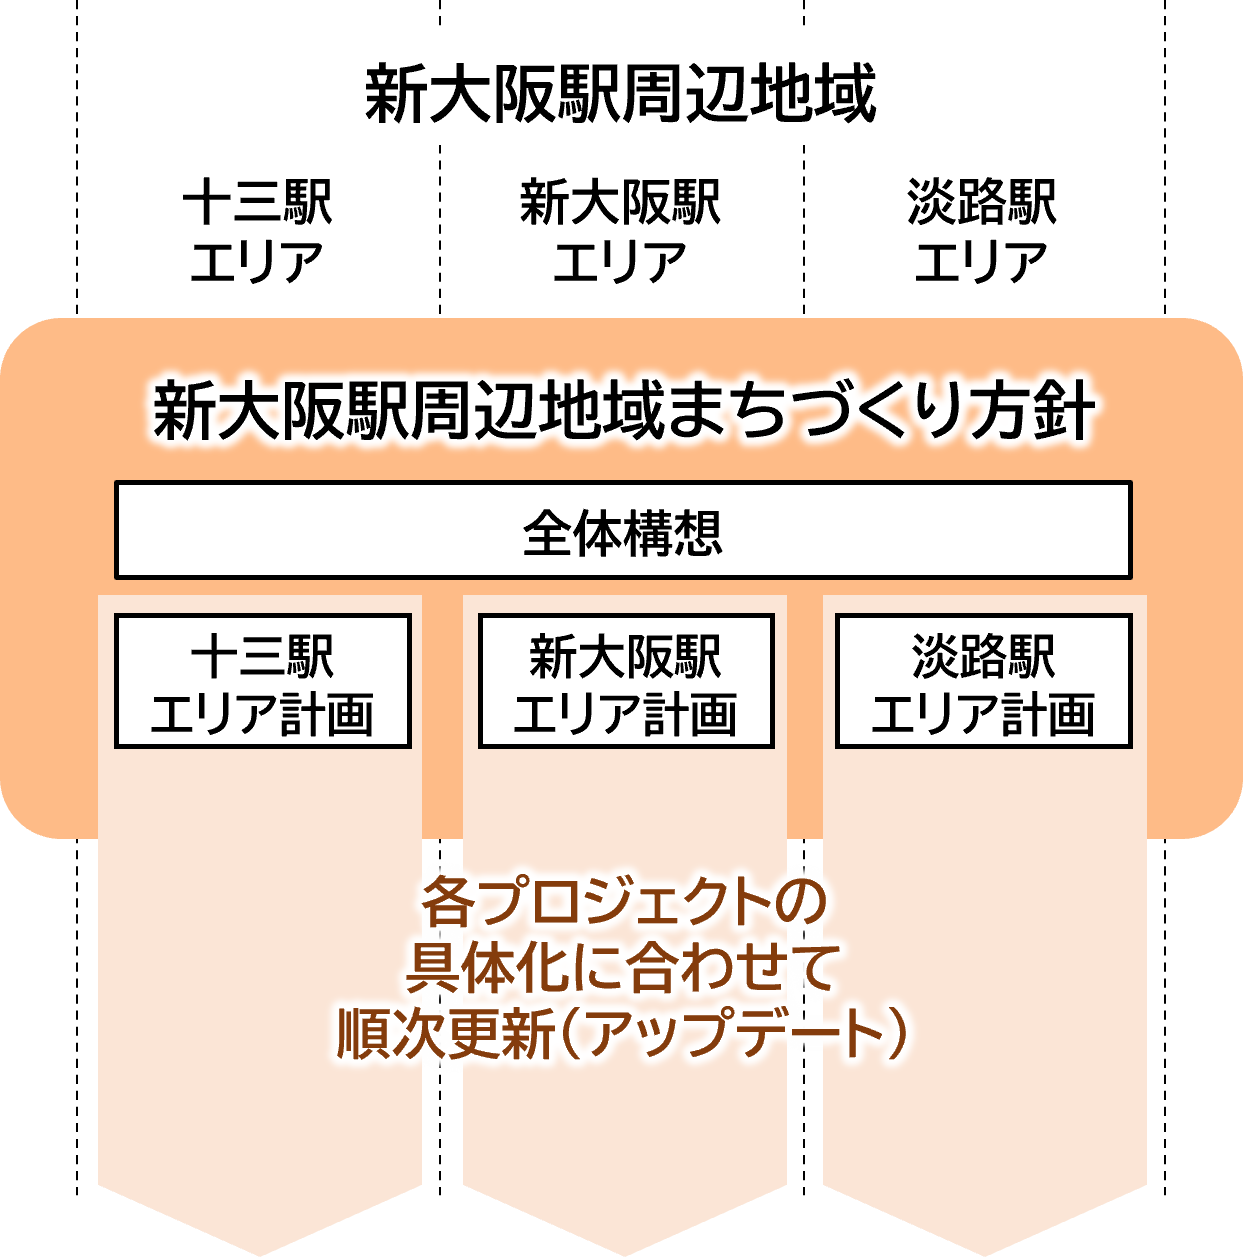 新大阪駅周辺地域
十三駅
エリア
新大阪駅
エリア
淡路駅
エリア
新大阪駅周辺地域まちづくり方針
全体構想
十三駅
エリア計画
新大阪駅
エリア計画
淡路駅
エリア計画
各プロジェクトの
具体化に合わせて
順次更新(アップデート)